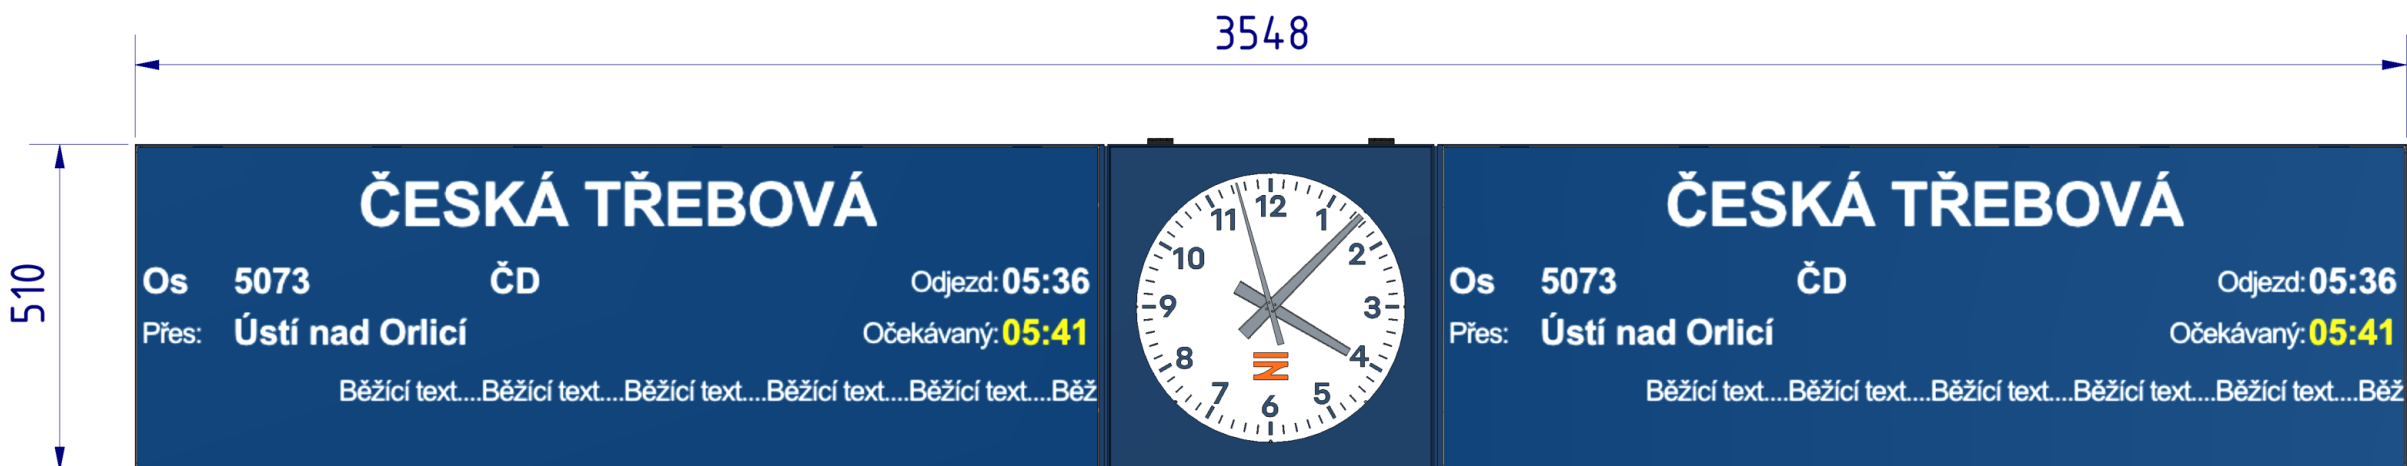 3548
510
ČESKÁ TŘEBOVÁ
Os 5073 ČD Odjezd: 05:36
Přes: Ústí nad Orlicí Očekávaný: 05:41
Běžící text....Běžící text....Běžící text....Běžící text....Běžící text....Běž
12
1
2
3
4
5
6
7
8
9
10
11
ČESKÁ TŘEBOVÁ
Os 5073 ČD Odjezd: 05:36
Přes: Ústí nad Orlicí Očekávaný: 05:41
Běžící text....Běžící text....Běžící text....Běžící text....Běžící text....Běž